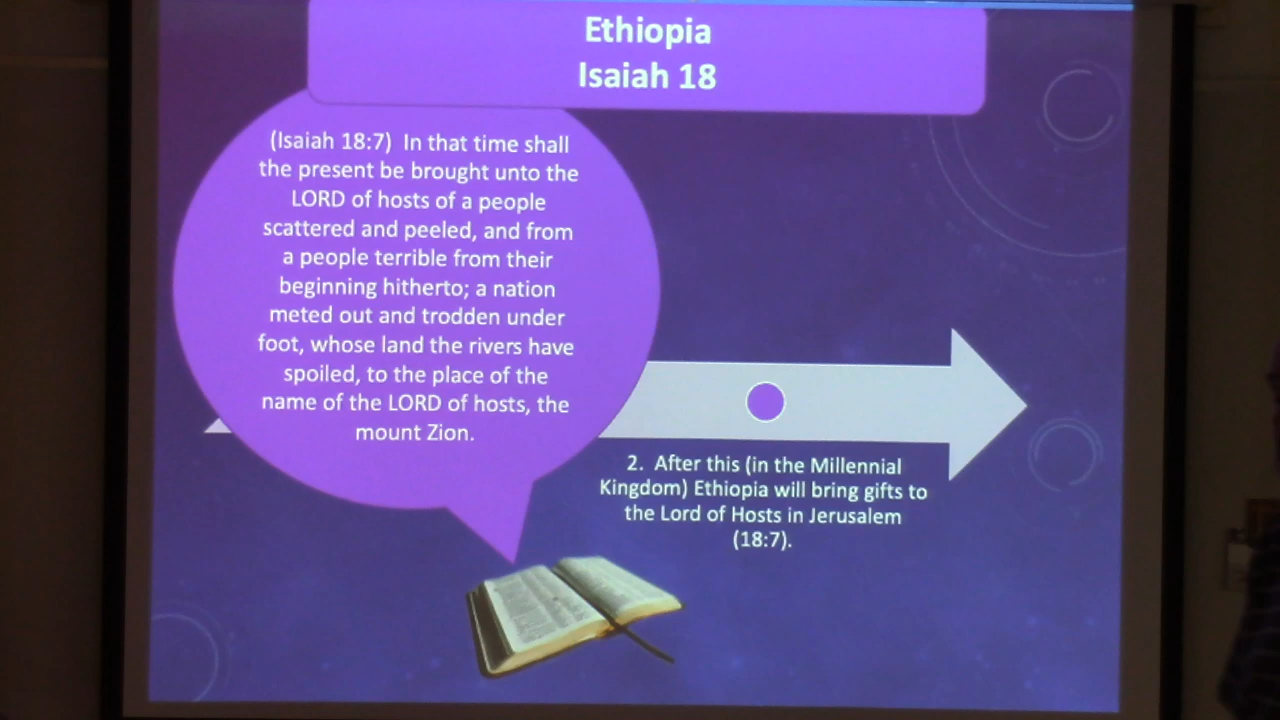 Ethiopia
Isaiah 18
(Isaiah 18:7) In that time shall
the present be brought unto the
LORD of hosts of a people
scattered and peeled, and from
a people terrible from their
beginning hitherto; a nation
meted out and trodden under
foot, whose land the rivers have
spoiled, to the place of the
name of the LORD of hosts, the
mount Zion.
2. After this (in the Millennial
Kingdom) Ethiopia will bring gifts to
the Lord of Hosts in Jerusalem
(18:7).